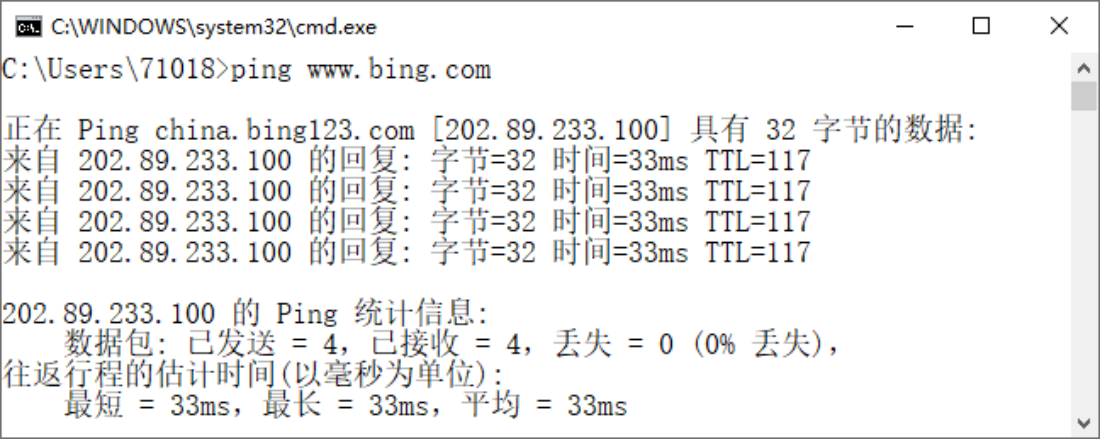 C:\WINDOWS\system32\cmd.exe
C:\Users\71018>ping www.bing.com
正在 Ping china.bing123.com [202.89.233.100] 具有 32 字节的数据:
来自 202.89.233.100 的回复: 字节=32 时间=33ms TTL=117
来自 202.89.233.100 的回复: 字节=32 时间=33ms TTL=117
来自 202.89.233.100 的回复: 字节=32 时间=33ms TTL=117
来自 202.89.233.100 的回复: 字节=32 时间=33ms TTL=117
202.89.233.100 的 Ping 统计信息:
数据包: 已发送 = 4，已接收 = 4，丢失 = 0 (0% 丢失)，
往返行程的估计时间(以毫秒为单位):
最短 = 33ms，最长 = 33ms，平均 = 33ms